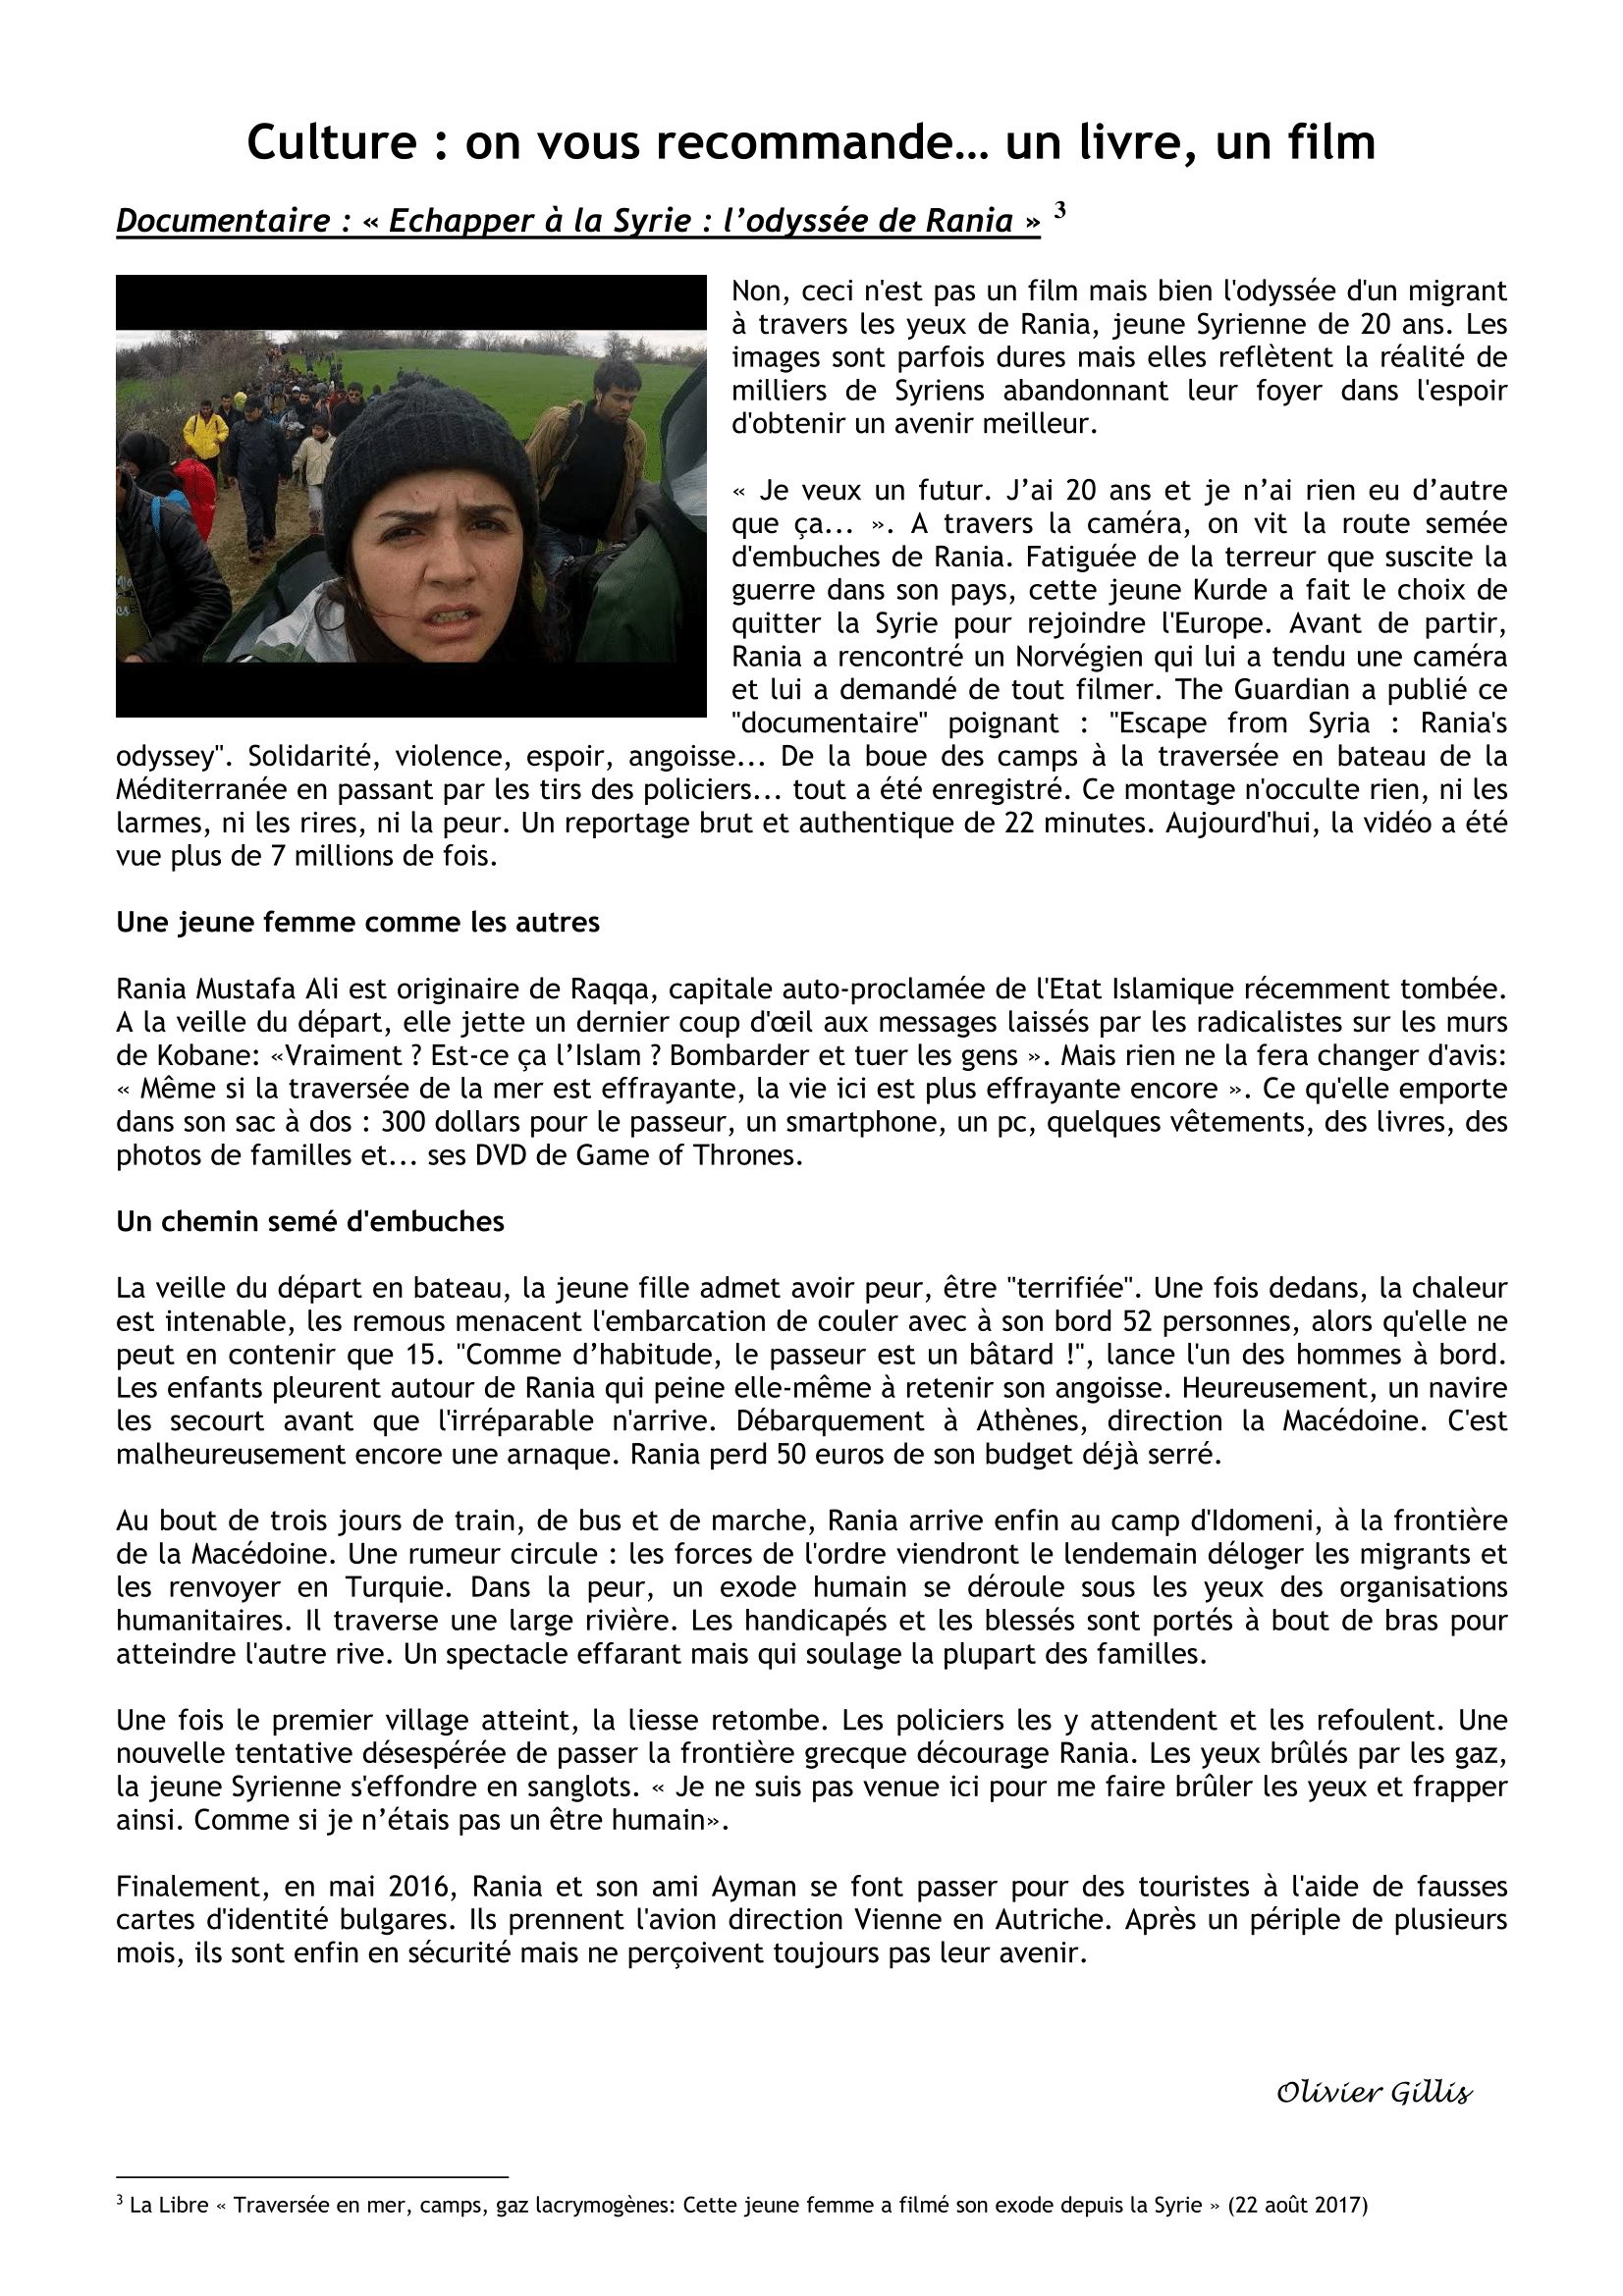 Culture : on vous recommande… un livre, un film
Documentaire : « Echapper à la Syrie : l’odyssée de Rania » 3
Non, ceci n'est pas un film mais bien l'odyssée d'un migrant
à travers les yeux de Rania, jeune Syrienne de 20 ans. Les
images sont parfois dures mais elles reflètent la réalité de
milliers de Syriens abandonnant leur foyer dans l'espoir
d'obtenir un avenir meilleur.
« Je veux un futur. J’ai 20 ans et je n’ai rien eu d’autre
que ça... ». A travers la caméra, on vit la route semée
d'embuches de Rania. Fatiguée de la terreur que suscite la
guerre dans son pays, cette jeune Kurde a fait le choix de
quitter la Syrie pour rejoindre l'Europe. Avant de partir,
Rania a rencontré un Norvégien qui lui a tendu une caméra
et lui a demandé de tout filmer. The Guardian a publié ce
"documentaire" poignant : "Escape from Syria : Rania's
odyssey". Solidarité, violence, espoir, angoisse... De la boue des camps à la traversée en bateau de la
Méditerranée en passant par les tirs des policiers... tout a été enregistré. Ce montage n'occulte rien, ni les
larmes, ni les rires, ni la peur. Un reportage brut et authentique de 22 minutes. Aujourd'hui, la vidéo a été
vue plus de 7 millions de fois.
Une jeune femme comme les autres
Rania Mustafa Ali est originaire de Raqqa, capitale auto-proclamée de l'Etat Islamique récemment tombée.
A la veille du départ, elle jette un dernier coup d'œil aux messages laissés par les radicalistes sur les murs
de Kobane: «Vraiment ? Est-ce ça l’Islam ? Bombarder et tuer les gens ». Mais rien ne la fera changer d'avis:
« Même si la traversée de la mer est effrayante, la vie ici est plus effrayante encore ». Ce qu'elle emporte
dans son sac à dos : 300 dollars pour le passeur, un smartphone, un pc, quelques vêtements, des livres, des
photos de familles et... ses DVD de Game of Thrones.
Un chemin semé d'embuches
La veille du départ en bateau, la jeune fille admet avoir peur, être "terrifiée". Une fois dedans, la chaleur
est intenable, les remous menacent l'embarcation de couler avec à son bord 52 personnes, alors qu'elle ne
peut en contenir que 15. "Comme d’habitude, le passeur est un bâtard !", lance l'un des hommes à bord.
Les enfants pleurent autour de Rania qui peine elle-même à retenir son angoisse. Heureusement, un navire
les secourt avant que l'irréparable n'arrive. Débarquement à Athènes, direction la Macédoine. C'est
malheureusement encore une arnaque. Rania perd 50 euros de son budget déjà serré.
Au bout de trois jours de train, de bus et de marche, Rania arrive enfin au camp d'Idomeni, à la frontière
de la Macédoine. Une rumeur circule : les forces de l'ordre viendront le lendemain déloger les migrants et
les renvoyer en Turquie. Dans la peur, un exode humain se déroule sous les yeux des organisations
humanitaires. Il traverse une large rivière. Les handicapés et les blessés sont portés à bout de bras pour
atteindre l'autre rive. Un spectacle effarant mais qui soulage la plupart des familles.
Une fois le premier village atteint, la liesse retombe. Les policiers les y attendent et les refoulent. Une
nouvelle tentative désespérée de passer la frontière grecque décourage Rania. Les yeux brûlés par les gaz,
la jeune Syrienne s'effondre en sanglots. « Je ne suis pas venue ici pour me faire brûler les yeux et frapper
ainsi. Comme si je n’étais pas un être humain».
Finalement, en mai 2016, Rania et son ami Ayman se font passer pour des touristes à l'aide de fausses
cartes d'identité bulgares. Ils prennent l'avion direction Vienne en Autriche. Après un périple de plusieurs
mois, ils sont enfin en sécurité mais ne perçoivent toujours pas leur avenir.
Olivier Gillis
3 La Libre « Traversée en mer, camps, gaz lacrymogènes: Cette jeune femme a filmé son exode depuis la Syrie » (22 août 2017)